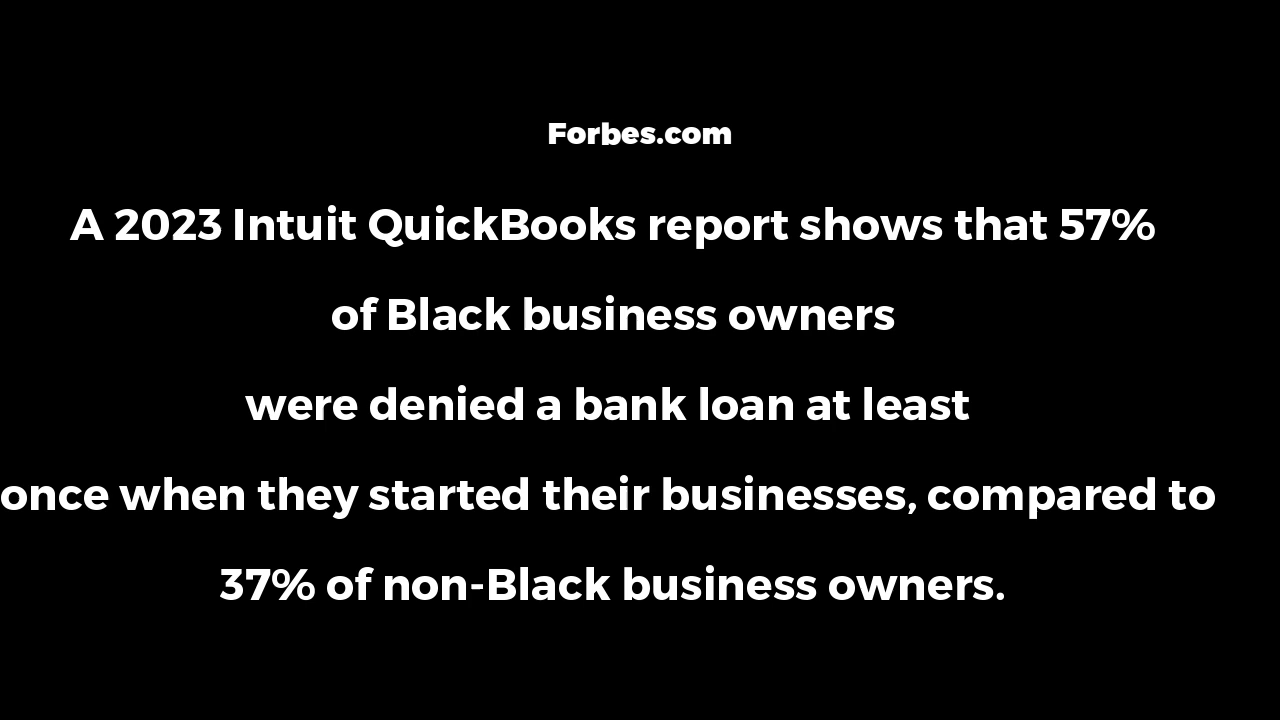 Forbes.com
A 2023 Intuit QuickBooks report shows that 57%
of Black business owners
were denied a bank loan at least
once when they started their businesses, compared to
37% of non-Black business owners.